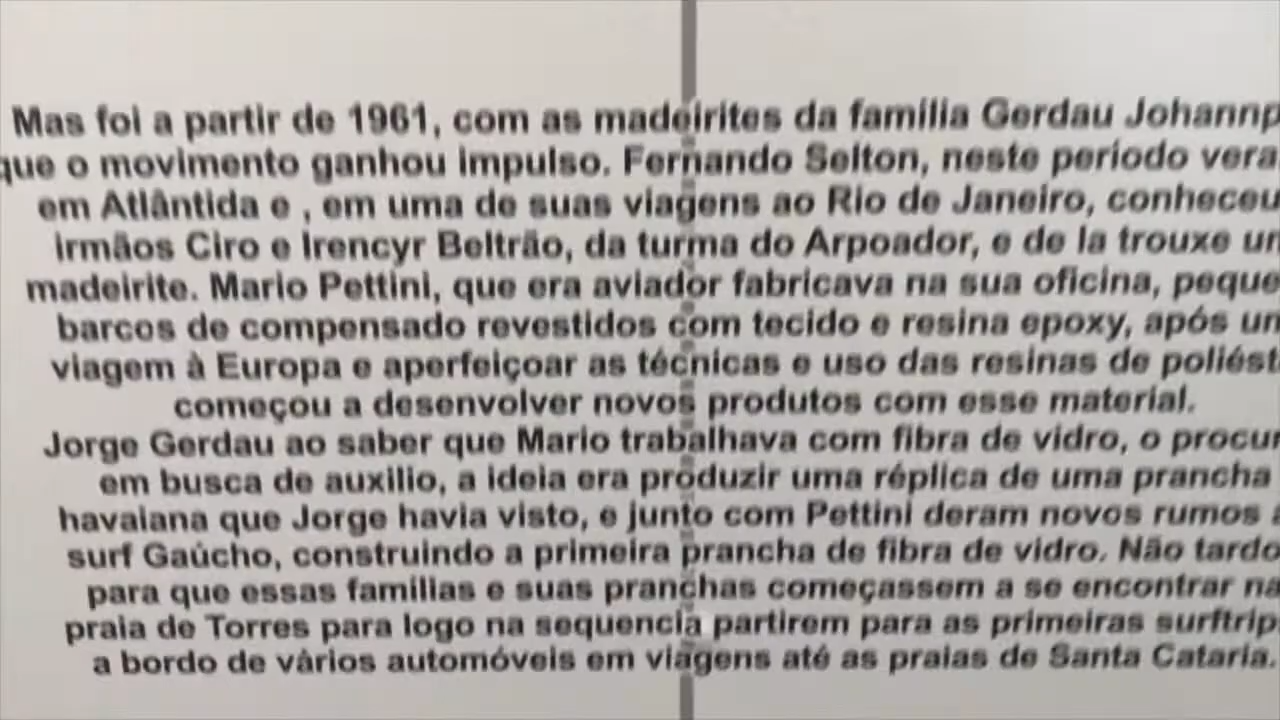 Mas foi a partir de 1961, com as madeirites da família Gerdau Johannp
que o movimento ganhou impulso. Fernando Sefton, neste período vera
em Atlântida e , em uma de suas viagens ao Rio de Janeiro, conheceu
irmãos Ciro e Irencyr Beltrão, da turma do Arpoador, e de la trouxe um
madeirite. Mario Pettini, que era aviador fabricava na sua oficina, peque
barcos de compensado revestidos com tecido e resina epoxy, após um
viagem à Europa e aperfeiçoar as técnicas e uso das resinas de poliést
começou a desenvolver novos produtos com esse material.
Jorge Gerdau ao saber que Mario trabalhava com fibra de vidro, o procur
em busca de auxilio, a ideia era produzir uma réplica de uma prancha
havaiana que Jorge havia visto, e junto com Pettini deram novos rumos a
surf Gaúcho, construindo a primeira prancha de fibra de vidro. Não tardo
para que essas famílias e suas pranchas começassem a se encontrar na
praia de Torres para logo na sequencia partirem para as primeiras surftrip
a bordo de vários automóveis em viagens até as praias de Santa Cataria.